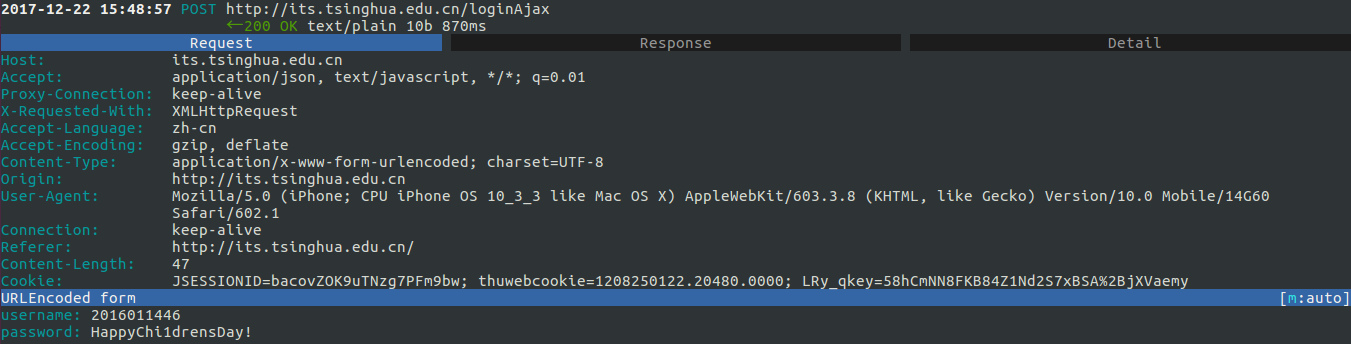 2017-12-22 15:48:57 POST http://its.tsinghua.edu.cn/loginAjax
←200 OK text/plain 10b 870ms
Request Response Detail
Host: its.tsinghua.edu.cn
Accept: application/json, text/javascript, */*; q=0.01
Proxy-Connection: keep-alive
X-Requested-With: XMLHttpRequest
Accept-Language: zh-cn
Accept-Encoding: gzip, deflate
Content-Type: application/x-www-form-urlencoded; charset=UTF-8
Origin: http://its.tsinghua.edu.cn
User-Agent: Mozilla/5.0 (iPhone; CPU iPhone OS 10_3_3 like Mac OS X) AppleWebKit/603.3.8 (KHTML, like Gecko) Version/10.0 Mobile/14G60
Safari/602.1
Connection: keep-alive
Referer: http://its.tsinghua.edu.cn/
Content-Length: 47
Cookie: JSESSIONID=bacovZOK9uTNzg7PFm9bw; thuwebcookie=1208250122.20480.0000; LRy_qkey=58hCmNN8FKB84Z1Nd2S7xBSA%2BjXVaemy
URLEncoded form [m:auto]
username: 2016011446
password: HappyChi1drensDay!